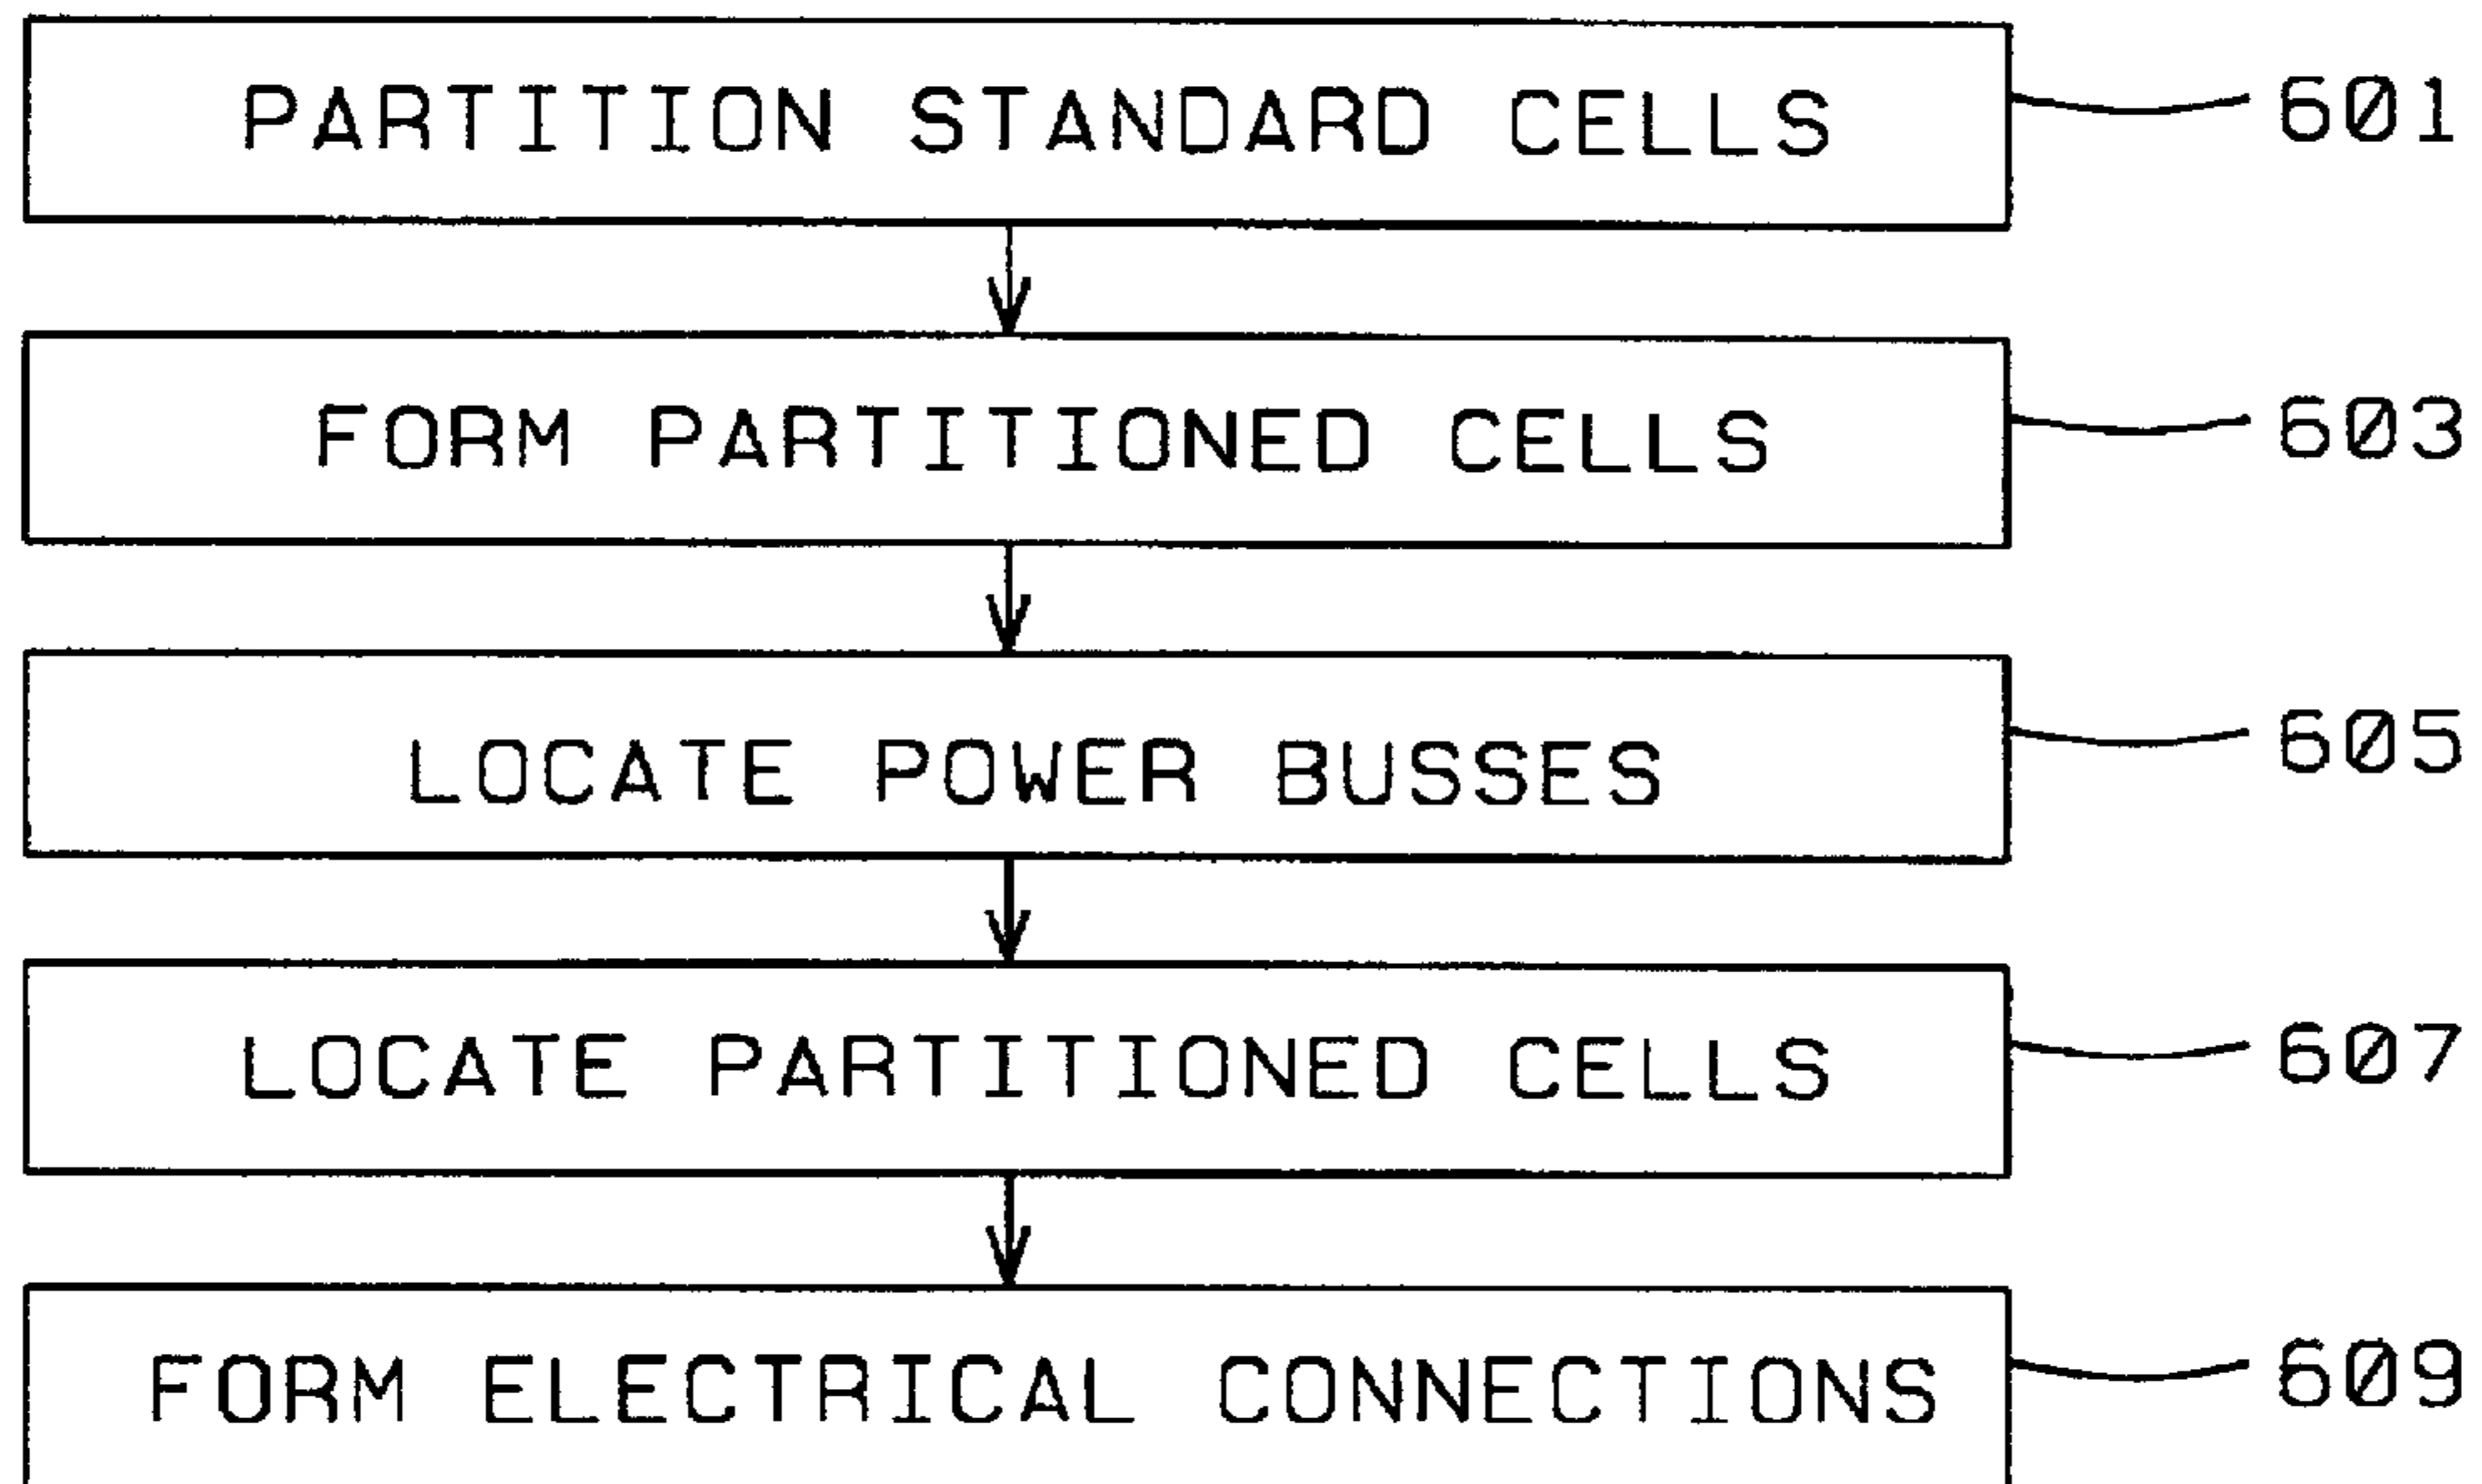 PARTITION STANDARD CELLS 601
FORM PARTITIONED CELLS 603
LOCATE POWER BUSSES 605
LOCATE PARTITIONED CELLS 607
FORM ELECTRICAL CONNECTIONS 609